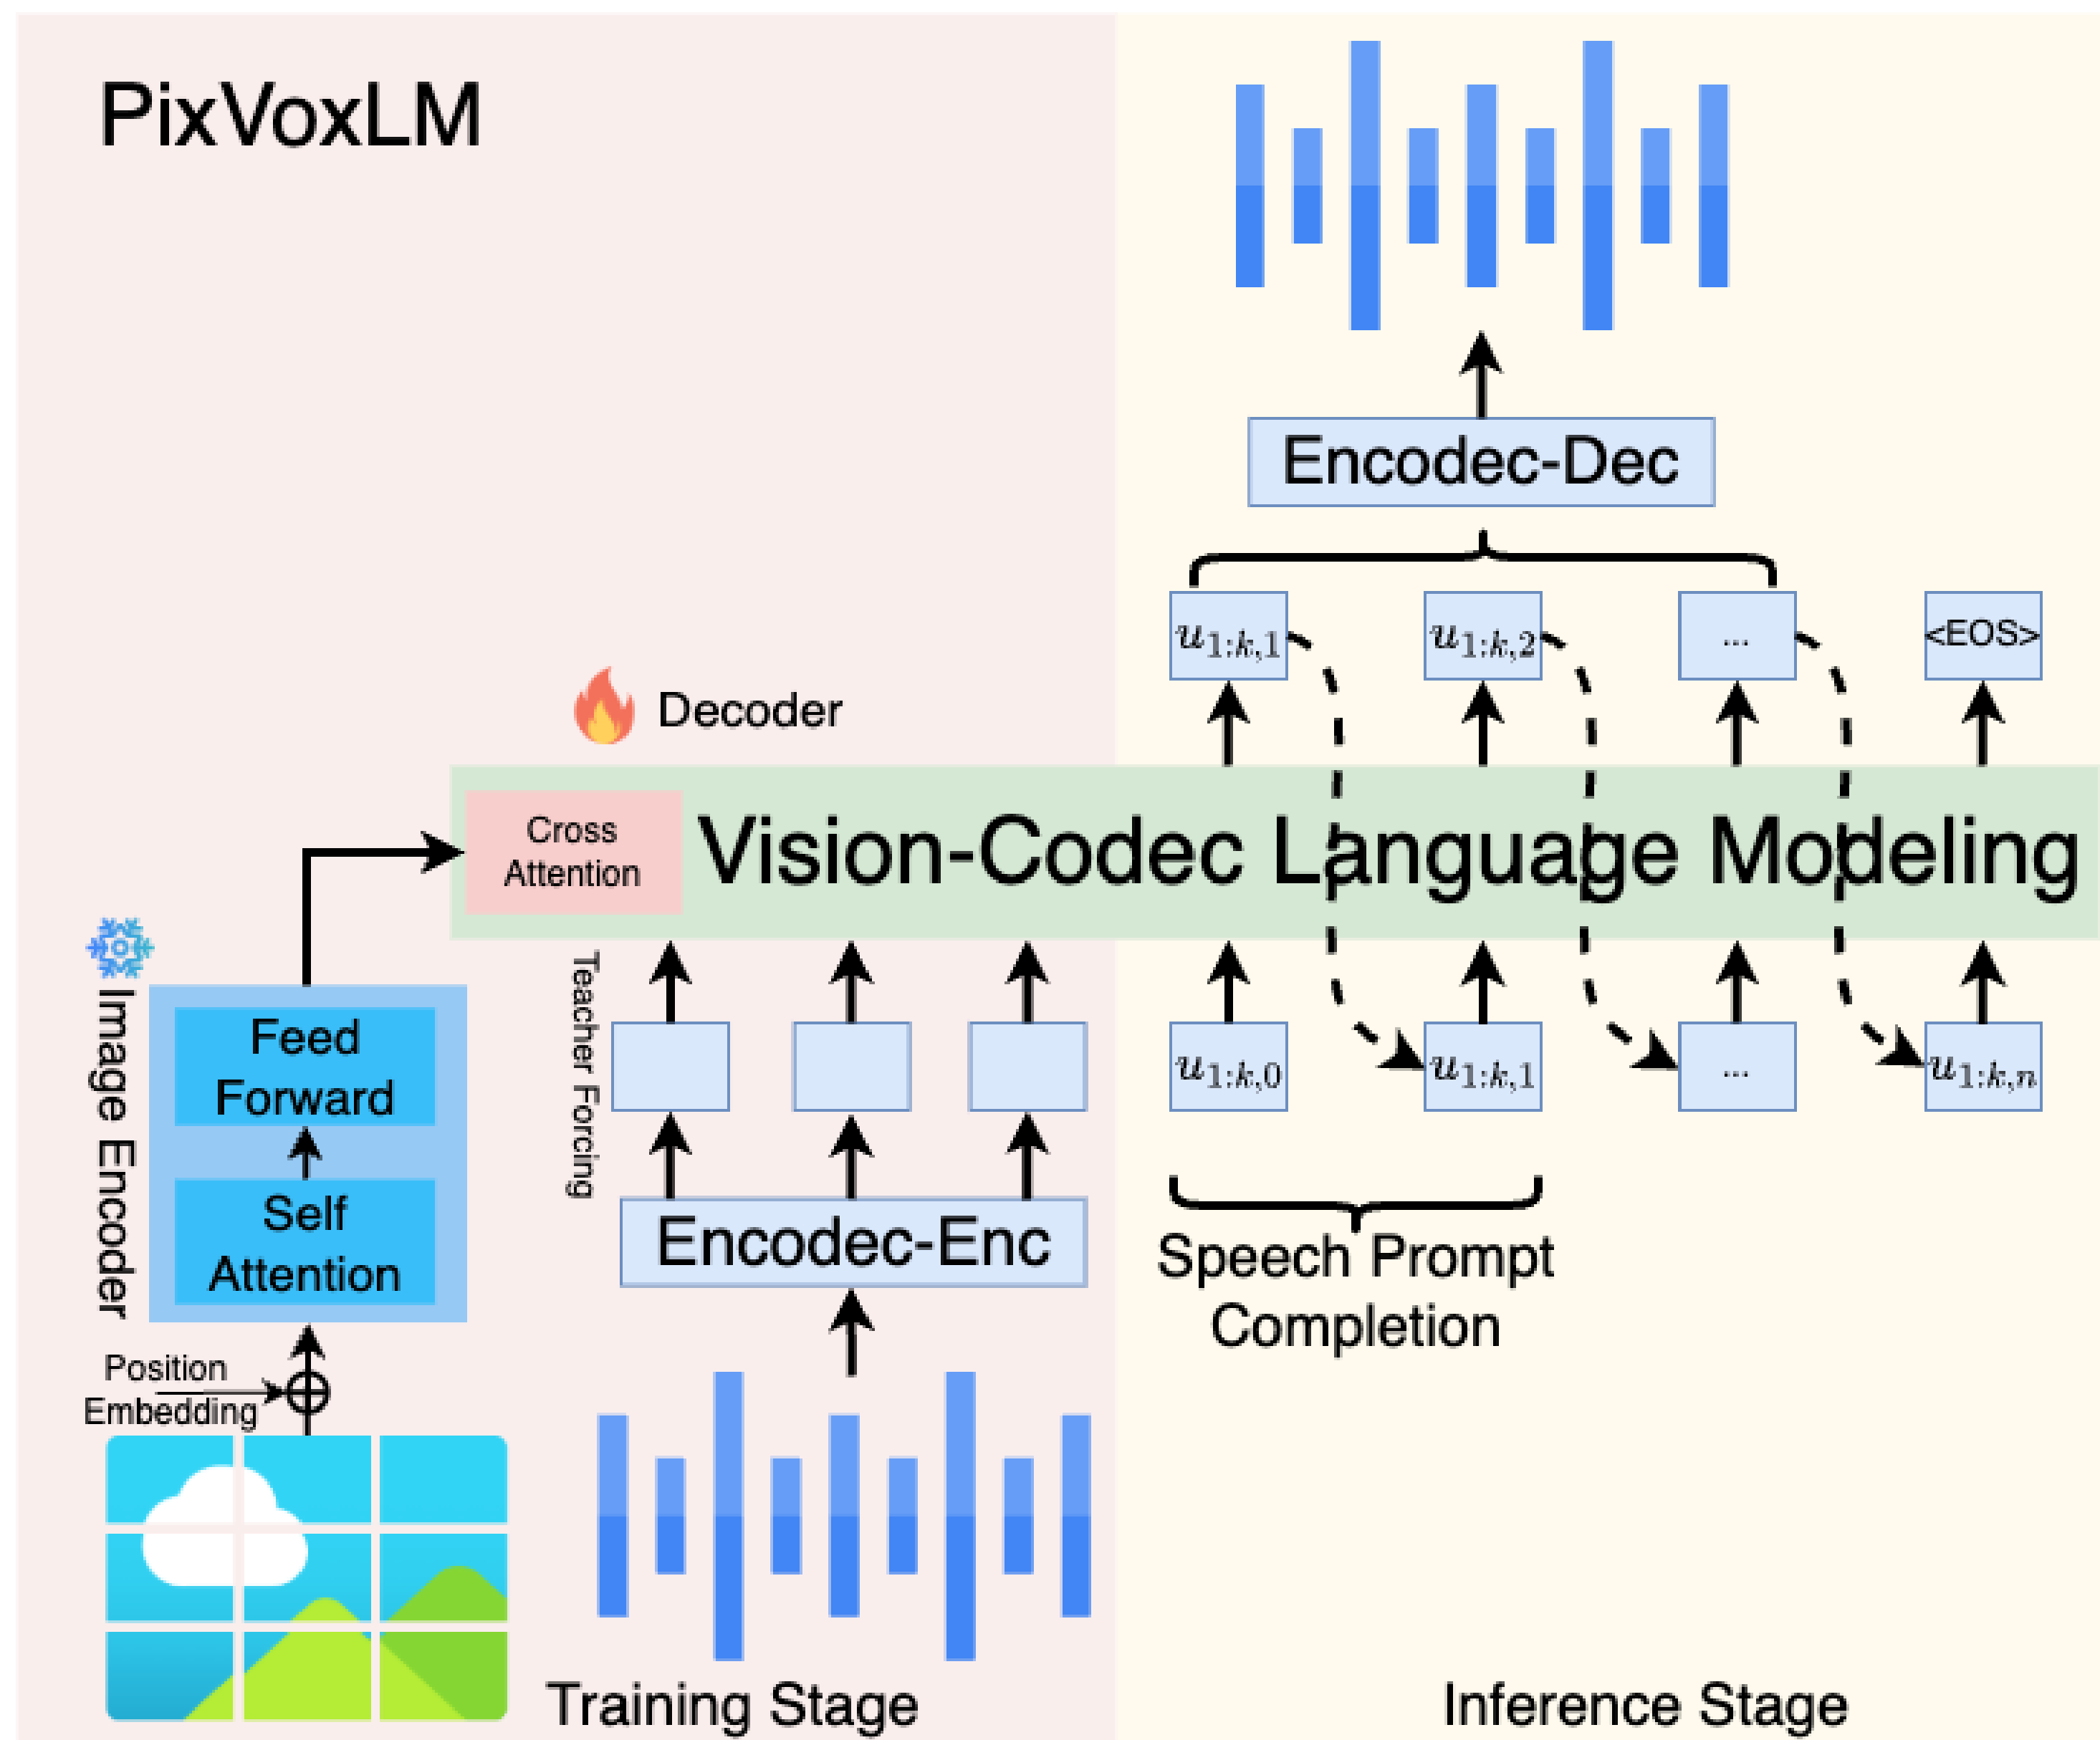 PixVoxLM
Encodec-Dec
u1:k,1
u1:k,2
...
<EOS>
Decoder
Cross
Attention
Vision-Codec Language Modeling
Image Encoder
Feed
Forward
Self
Attention
Teacher Forcing
u1:k,0
u1:k,1
...
u1:k,n
Encodec-Enc
Speech Prompt
Completion
Position
Embedding
Training Stage
Inference Stage